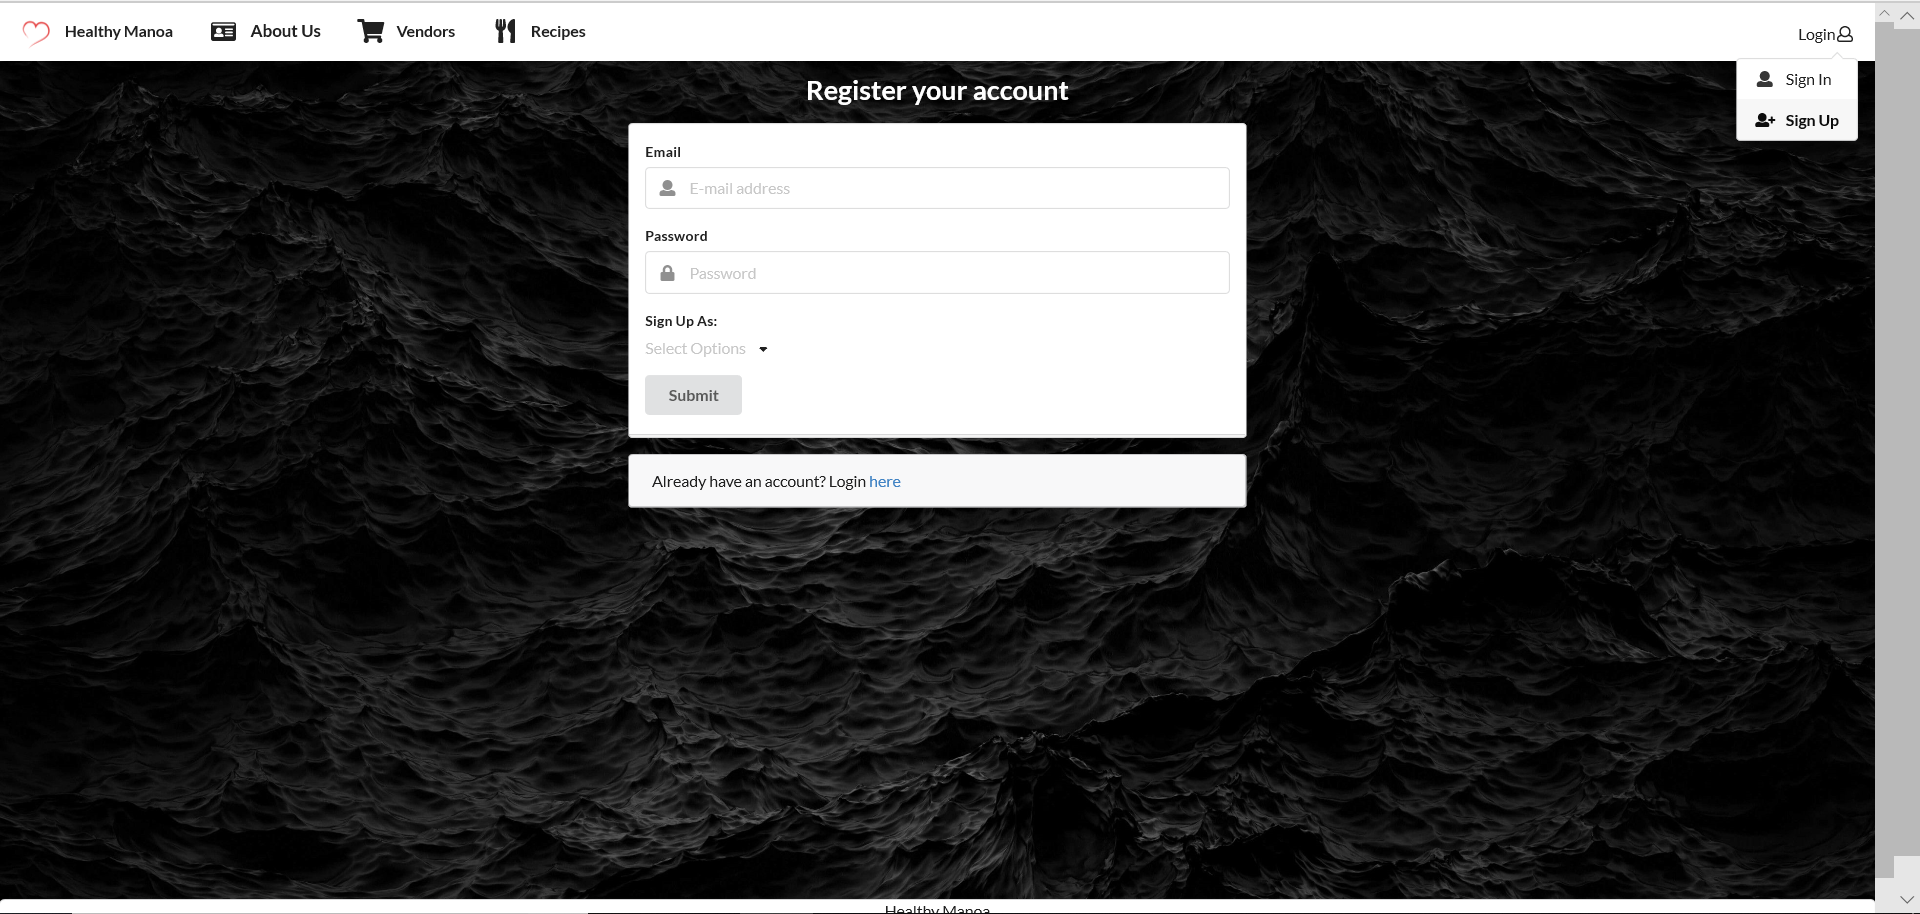 Healthy Manoa About Us Vendors Recipes Login
Sign In
Sign Up
Register your account
Email
E-mail address
Password
Password
Sign Up As:
Select Options
Submit
Already have an account? Login here
Healthy Manoa